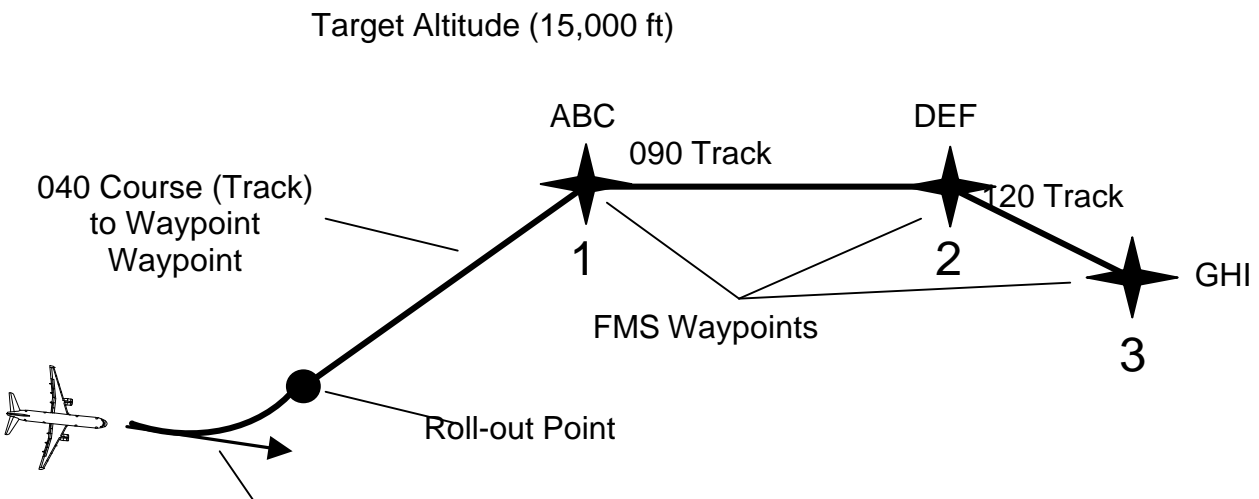 Target Altitude (15,000 ft)
ABC
DEF
090 Track
040 Course (Track)
to Waypoint
Waypoint
120 Track
1
2
GHI
FMS Waypoints
3
Roll-out Point